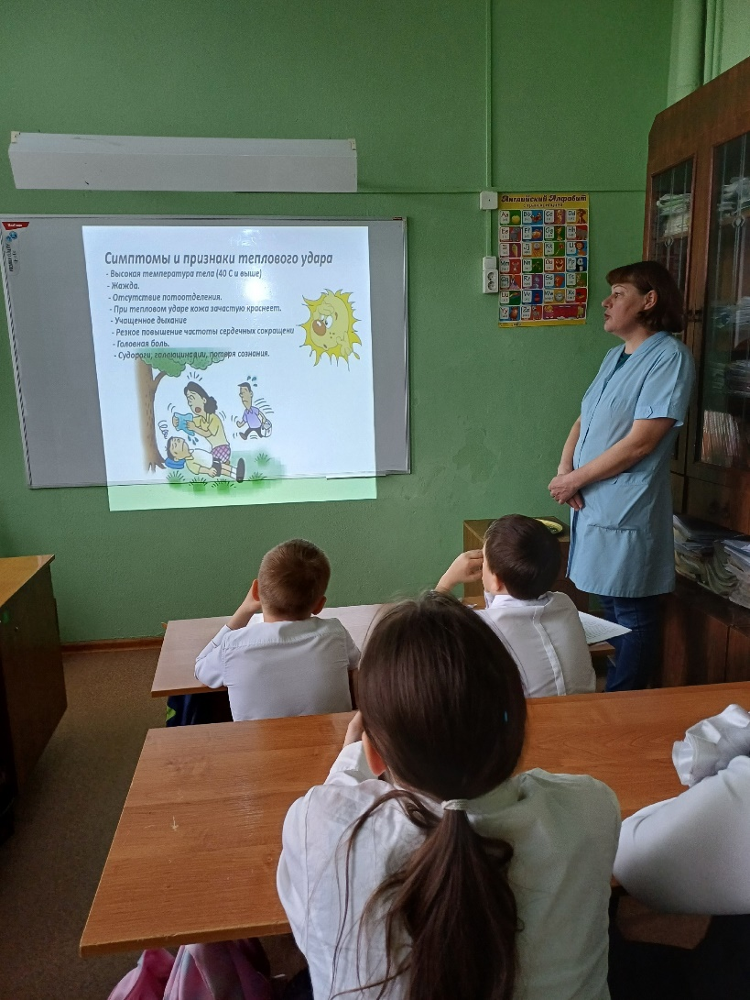 Симптомы и признаки теплового удара
- Высокая температура тела (40 С и выше)
- Жажда.
- Отсутствие потоотделения.
- При тепловом ударе кожа зачастую краснеет.
- Учащенное дыхание
- Резкое повышение частоты сердечных сокращени
- Головная боль.
- Судороги, галлюцинации, потеря сознания.
Английский Алфавит